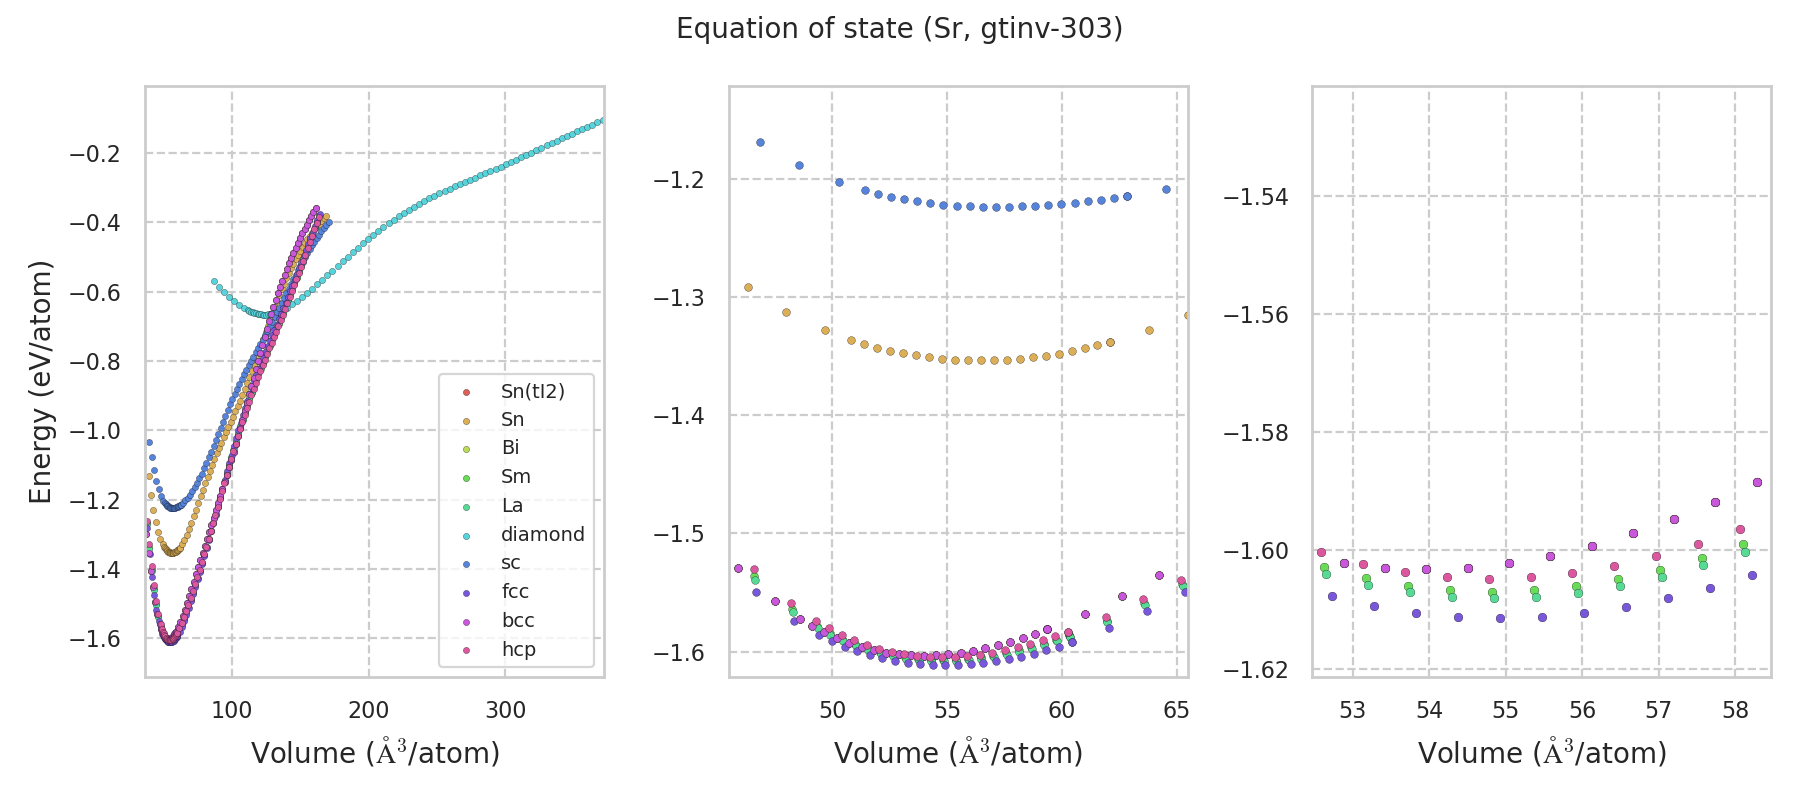 Equation of state (Sr, gtinv-303)
Energy (eV/atom)
−0.2
−0.4
−0.6
−0.8
−1.0
−1.2
−1.4
−1.6
100
200
300
Volume (Å³/atom)
Sn(tI2)
Sn
Bi
Sm
La
diamond
sc
fcc
bcc
hcp
−1.2
−1.3
−1.4
−1.5
−1.6
50
55
60
65
Volume (Å³/atom)
−1.54
−1.56
−1.58
−1.60
−1.62
53
54
55
56
57
58
Volume (Å³/atom)